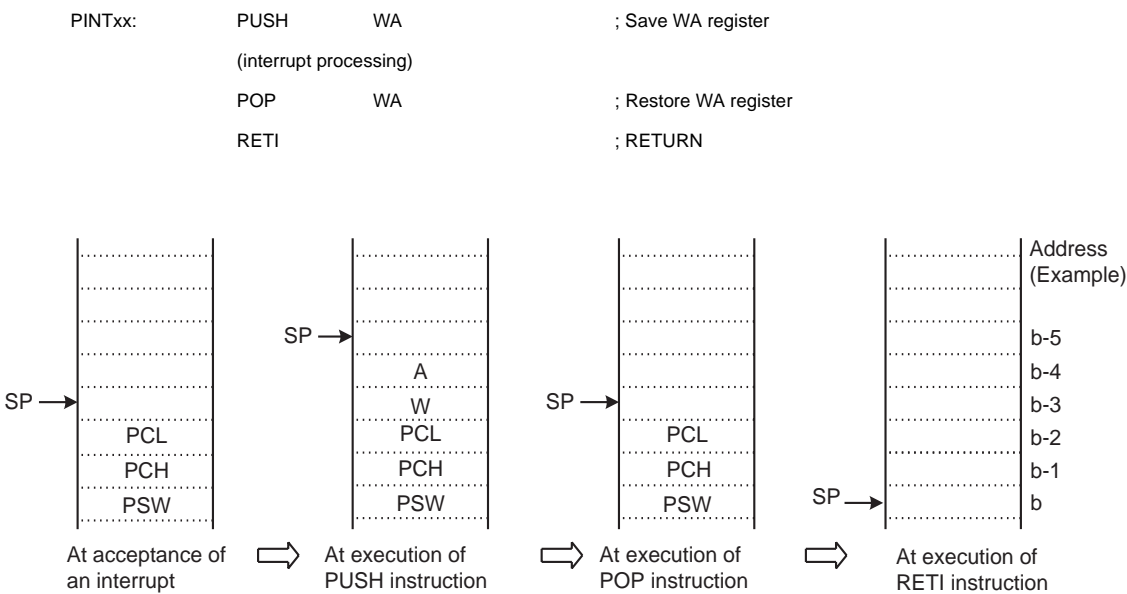 PINTxx: PUSH WA ; Save WA register
(interrupt processing)
POP WA ; Restore WA register
RETI ; RETURN
Address
(Example)
SP b-5
A b-4
SP W SP b-3
PCL PCL PCL b-2
PCH PCH PCH b-1
PSW PSW PSW SP b
At acceptance of
an interrupt
At execution of
PUSH instruction
At execution of
POP instruction
At execution of
RETI instruction